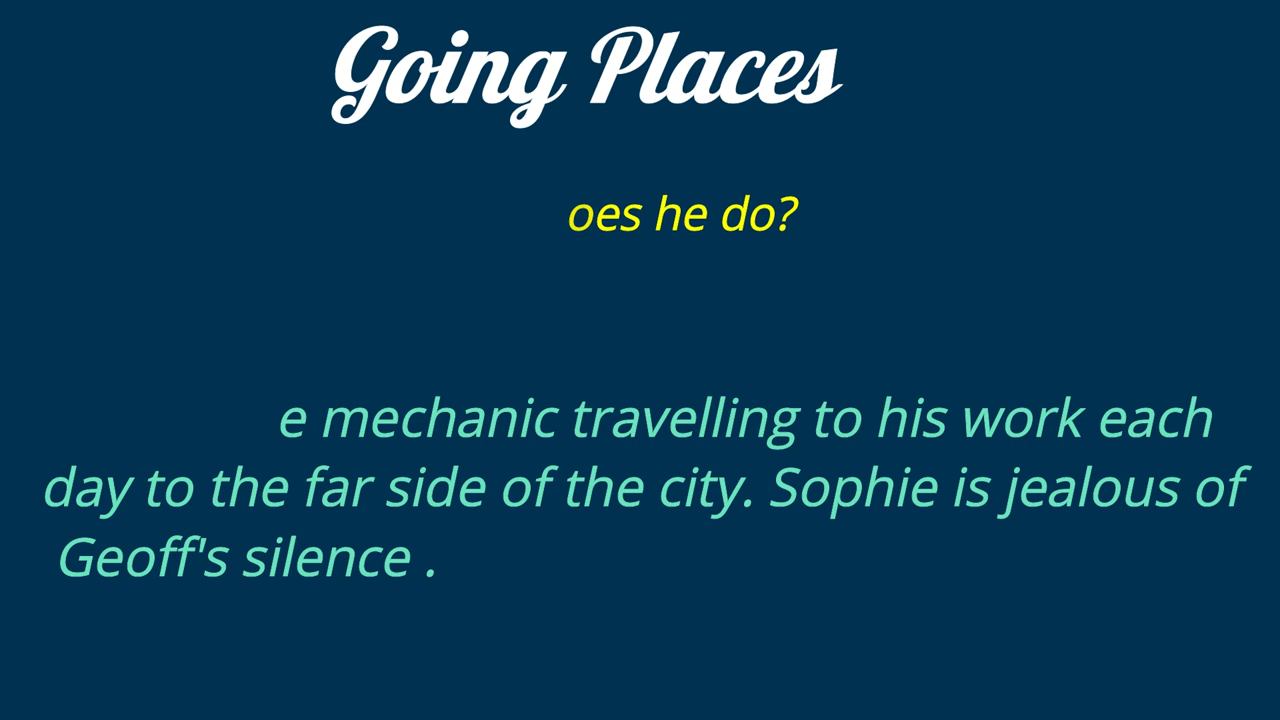 Going Places
oes he do?
e mechanic travelling to his work each
day to the far side of the city. Sophie is jealous of
Geoff's silence .